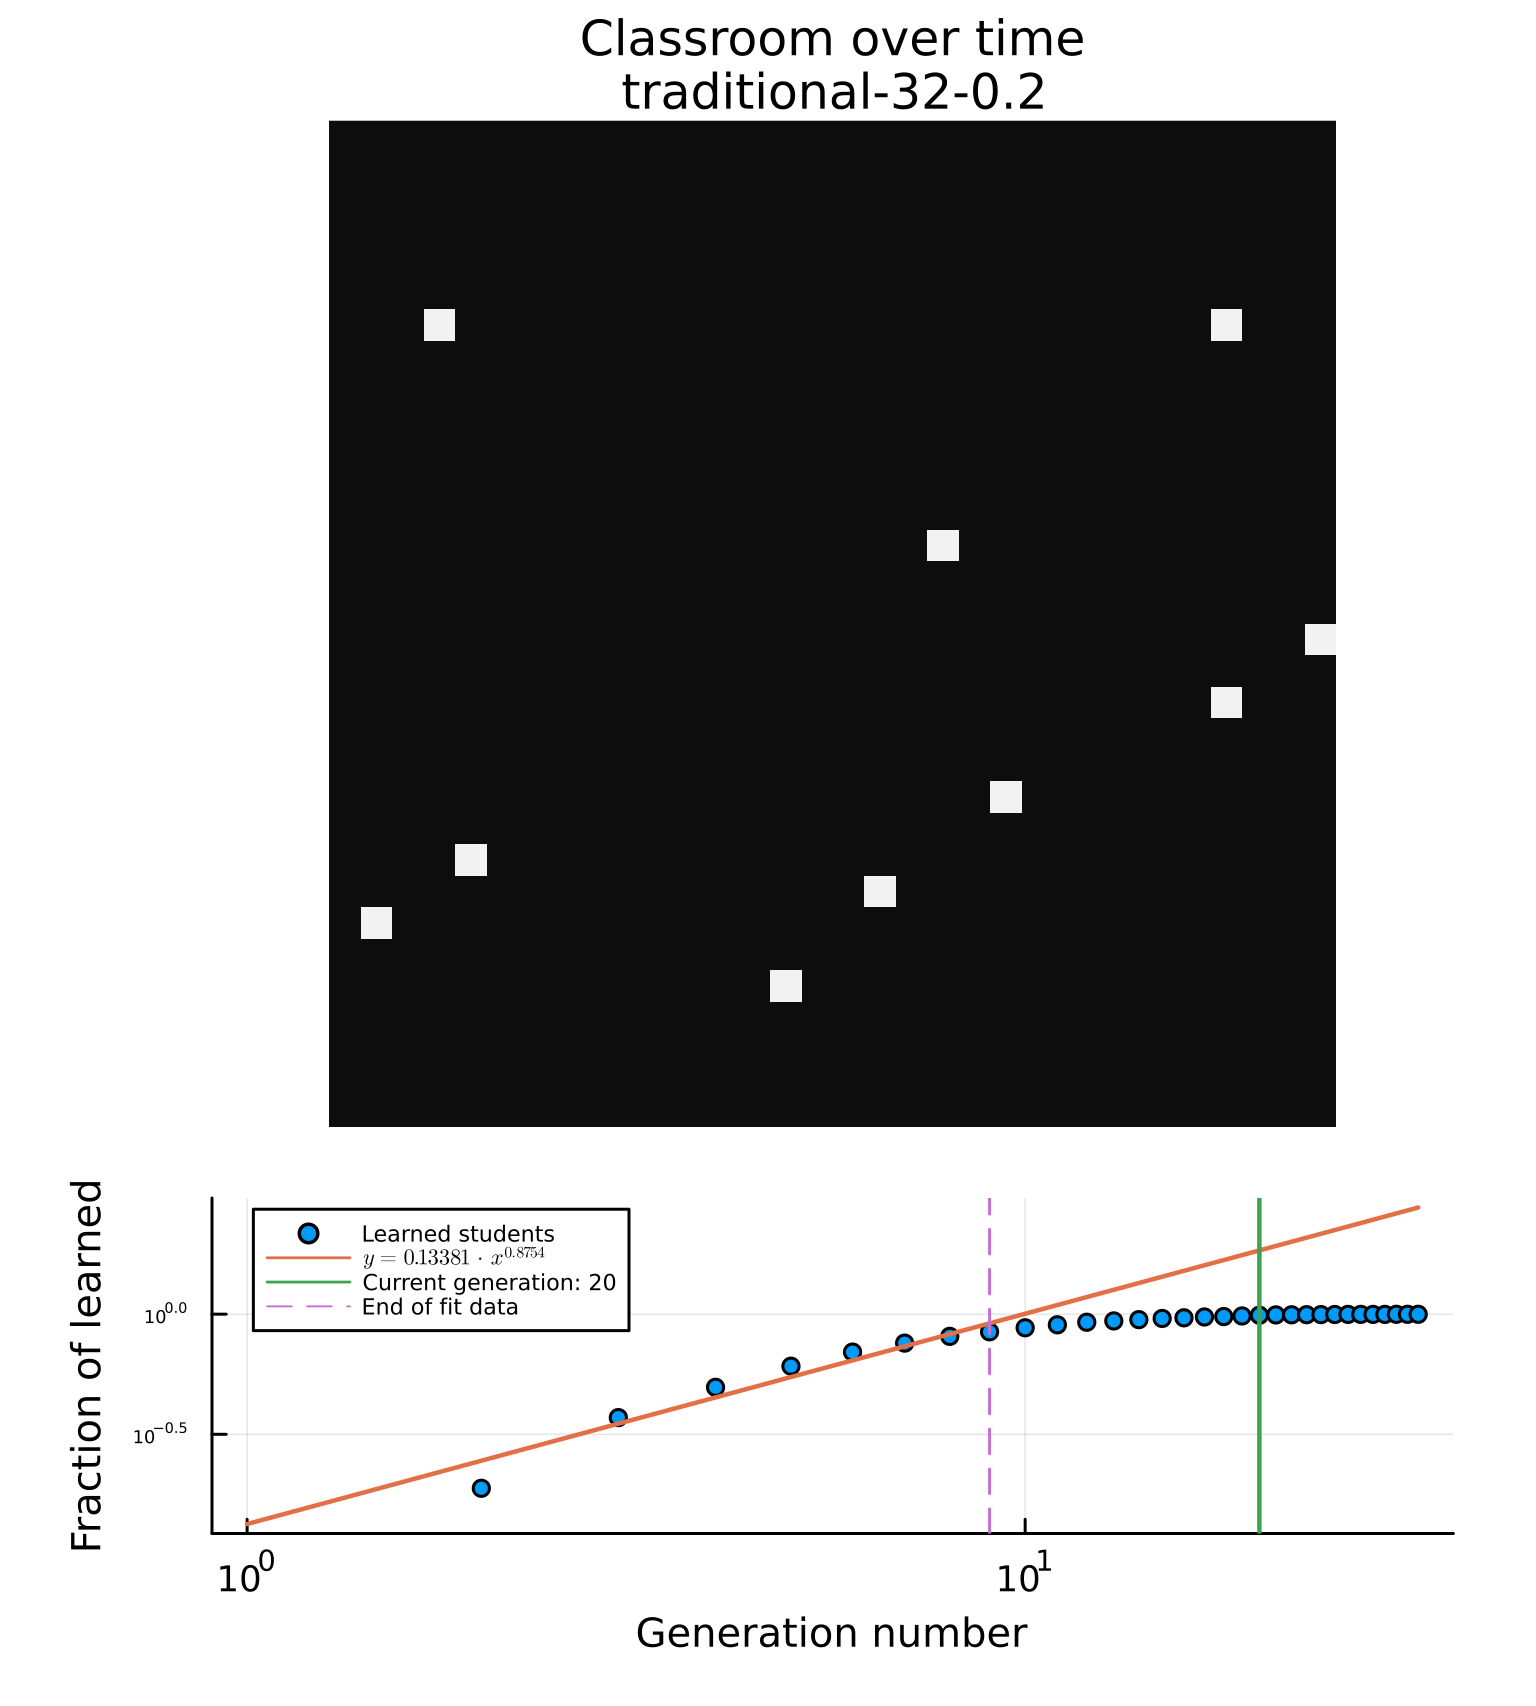 Classroom over time
traditional-32-0.2
Fraction of learned
Learned students
y = 0.13381 · x^0.8754
Current generation: 20
End of fit data
10^0.0
10^−0.5
10^0
10^1
Generation number